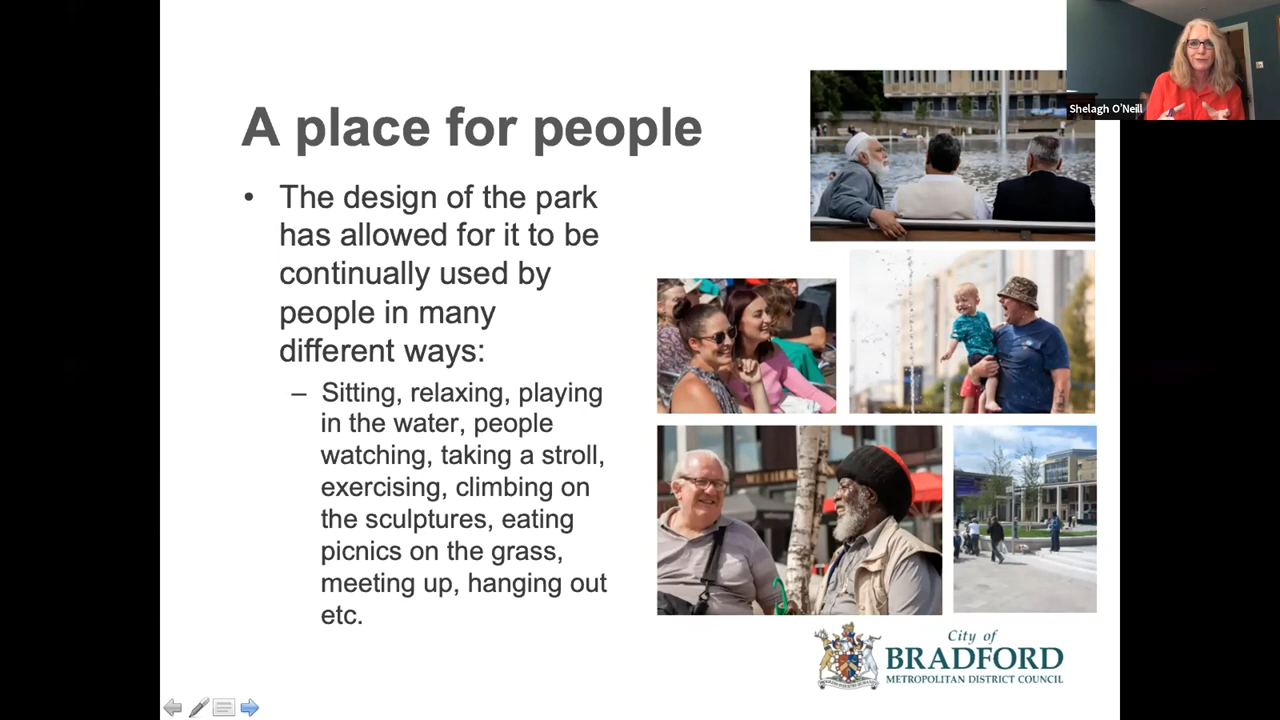 Shelagh O'Neill
A place for people
• The design of the park
has allowed for it to be
continually used by
people in many
different ways:
– Sitting, relaxing, playing
in the water, people
watching, taking a stroll,
exercising, climbing on
the sculptures, eating
picnics on the grass,
meeting up, hanging out
etc.
City of
BRADFORD
METROPOLITAN DISTRICT COUNCIL